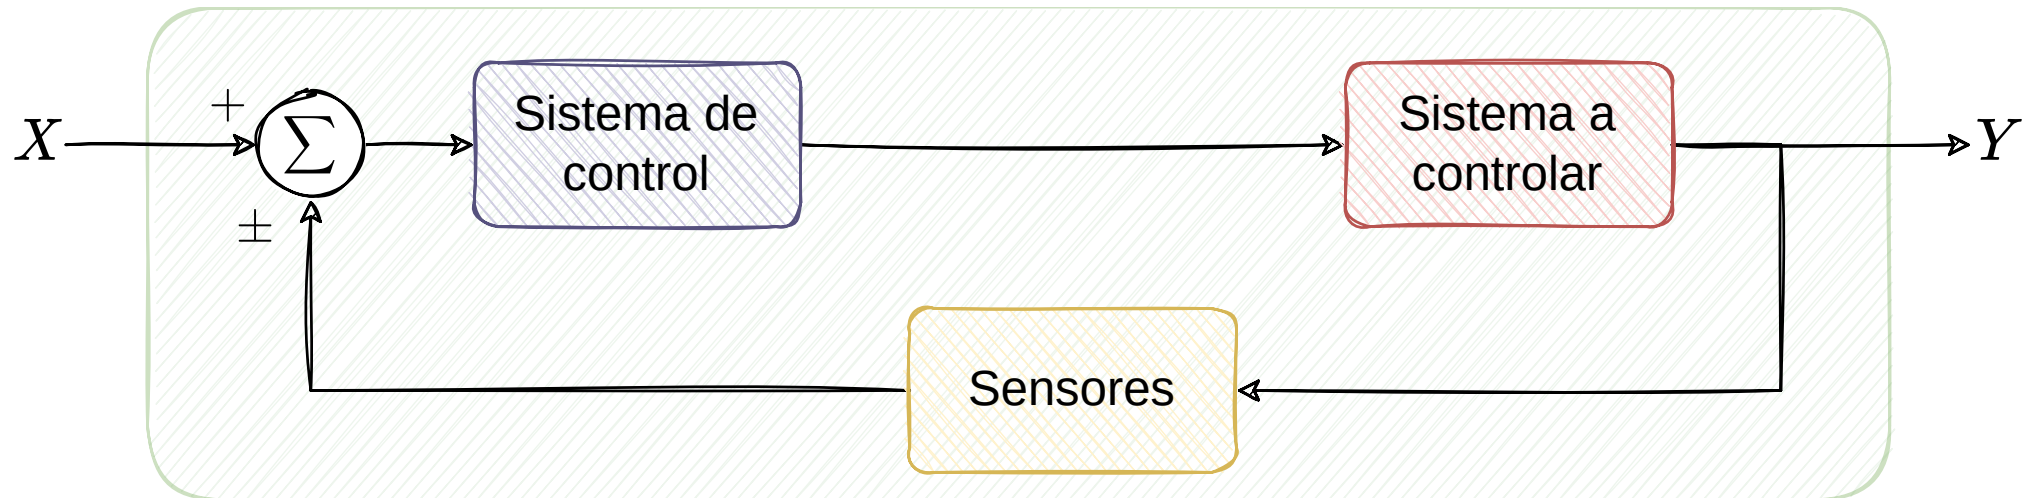 +
X
∑
Sistema de
control
Sistema a
controlar
Y
±
Sensores